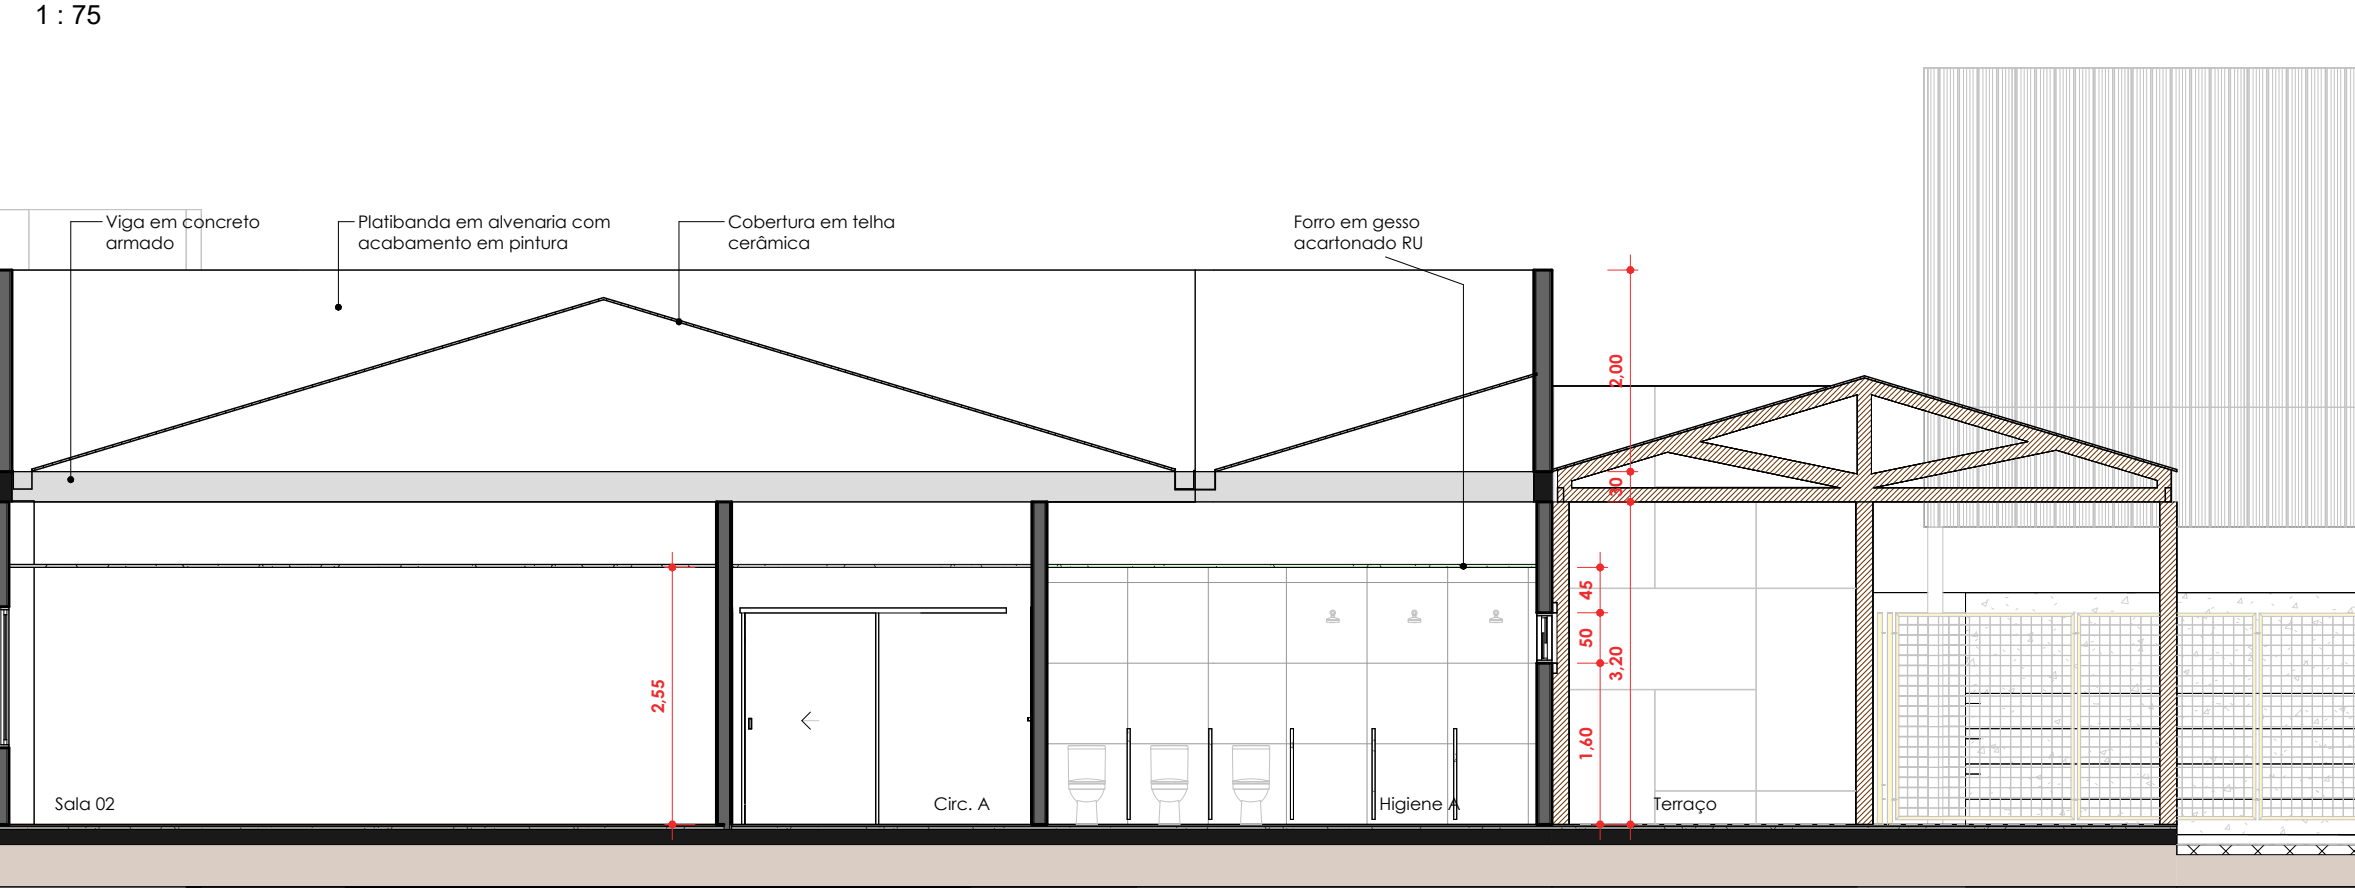 1 : 75
Viga em concreto
armado
Platibanda em alvenaria com
acabamento em pintura
Cobertura em telha
cerâmica
Forro em gesso
acartonado RU
2,00
30
45
50
3,20
2,55
1,60
Sala 02
Circ. A
Higiene A
Terraço